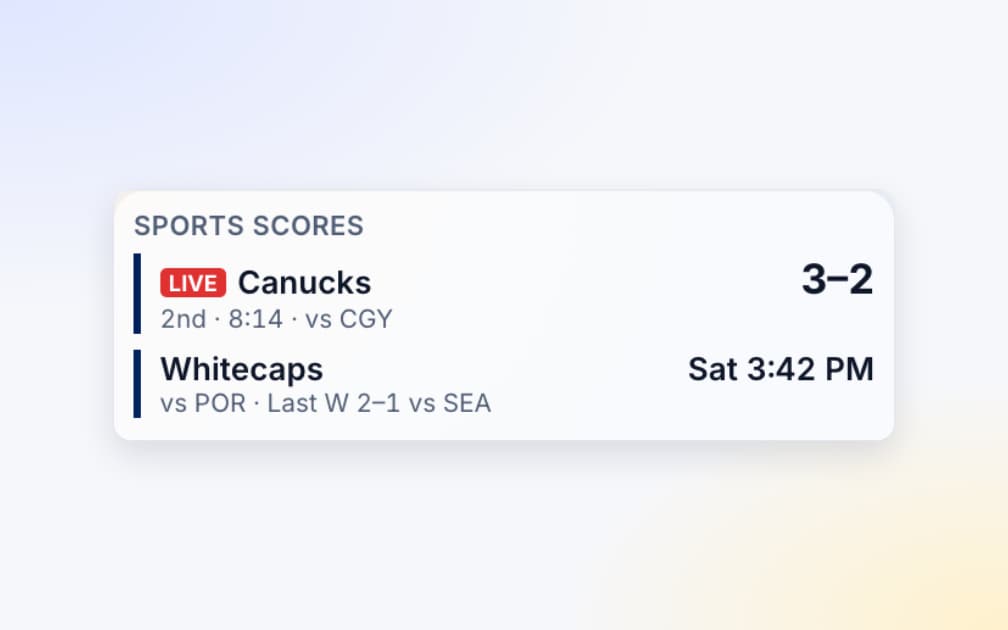 SPORTS SCORES
LIVE Canucks 3–2
2nd · 8:14 · vs CGY
Whitecaps Sat 3:42 PM
vs POR · Last W 2–1 vs SEA